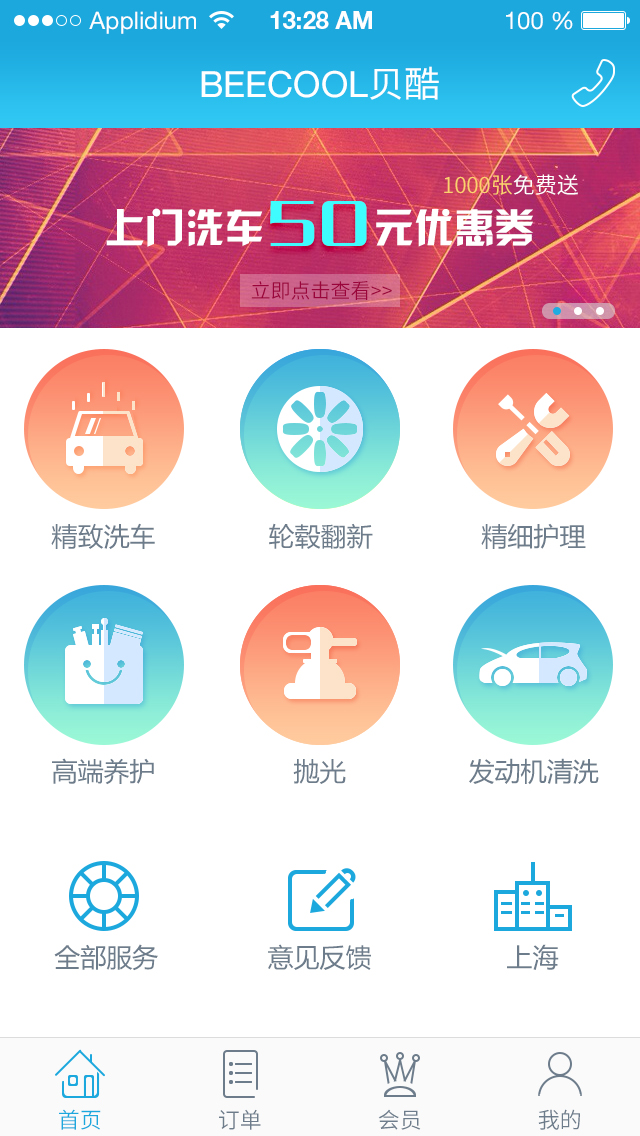 Applidium 13:28 AM 100 %
BEECOOL贝酷
1000张免费送
上门洗车50元优惠券
立即点击查看>>
精致洗车 轮毂翻新 精细护理
高端养护 抛光 发动机清洗
全部服务 意见反馈 上海
首页 订单 会员 我的